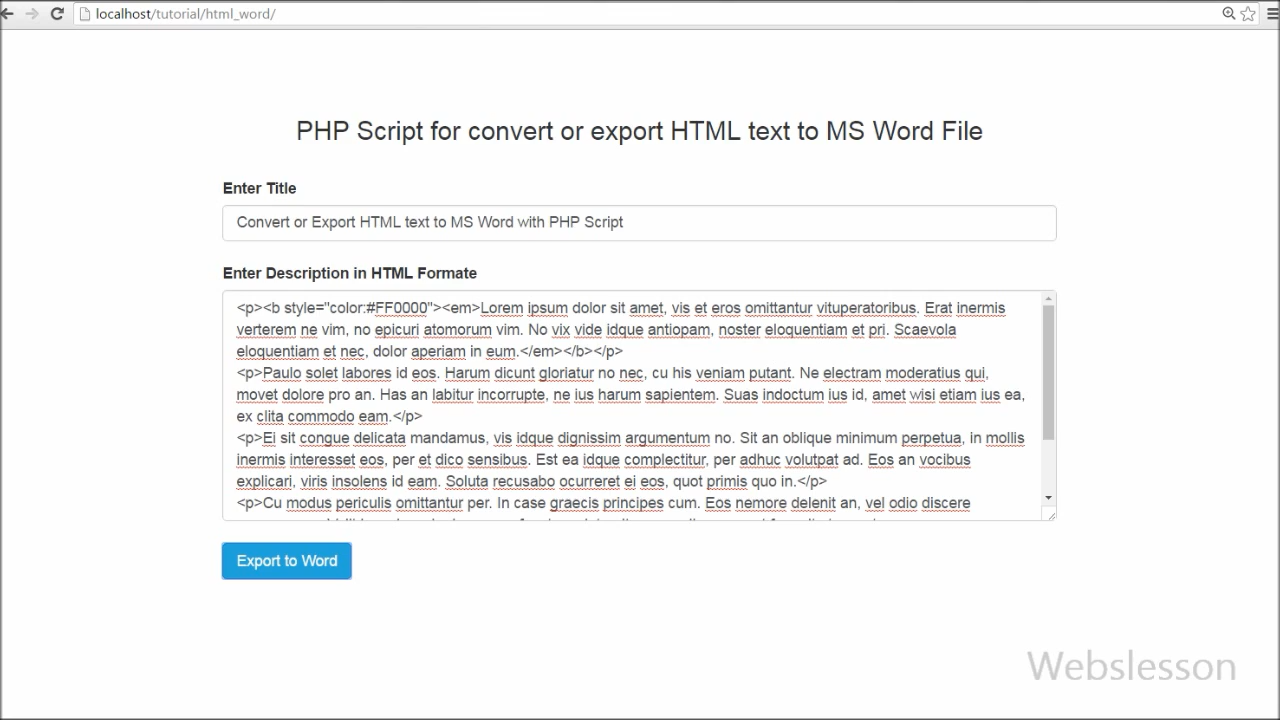 localhost/tutorial/html_word/
PHP Script for convert or export HTML text to MS Word File
Enter Title
Convert or Export HTML text to MS Word with PHP Script
Enter Description in HTML Formate
<p><b style="color:#FF0000"><em>Lorem ipsum dolor sit amet, vis et eros omittantur vituperatoribus. Erat inermis
verterem ne vim, no epicuri atomorum vim. No vix vide idque antiopam, noster eloquentiam et pri. Scaevola
eloquentiam et nec, dolor aperiam in eum.</em></b></p>
<p>Paulo solet labores id eos. Harum dicunt gloriatur no nec, cu his veniam putant. Ne electram moderatius qui,
movet dolore pro an. Has an labitur incorrupte, ne ius harum sapientem. Suas indoctum ius id, amet wisi etiam ius ea,
ex clita commodo eam.</p>
<p>Ei sit congue delicata mandamus, vis idque dignissim argumentum no. Sit an oblique minimum perpetua, in mollis
inermis interesset eos, per et dico sensibus. Est ea idque complectitur, per adhuc volutpat ad. Eos an vocibus
explicari, viris insolens id eam. Soluta recusabo ocurreret ei eos, quot primis quo in.</p>
<p>Cu modus periculis omittantur per. In case graecis principes cum. Eos nemore delenit an, vel odio discere
Export to Word
Webslesson